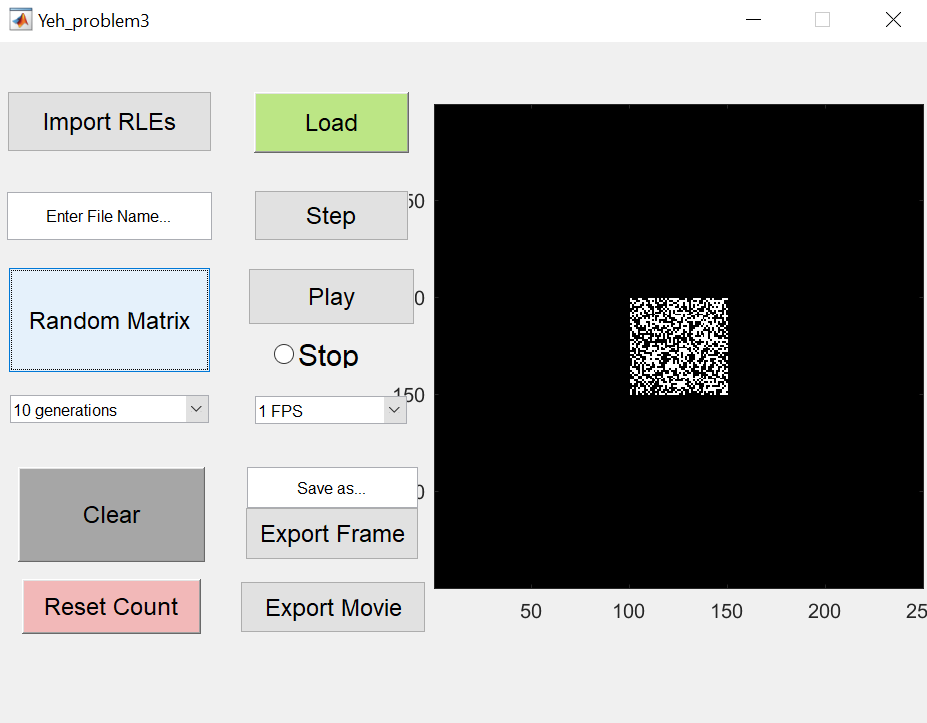 Yeh_problem3
Import RLEs
Load
Enter File Name...
Step
50
Random Matrix
Play
0
Stop
150
10 generations
1 FPS
Save as...
0
Clear
Export Frame
Reset Count
Export Movie
50
100
150
200
25